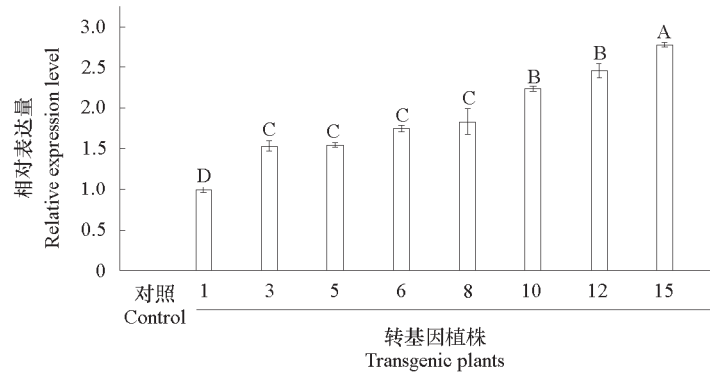 相对表达量
Relative expression level
3.0
2.5
2.0
1.5
1.0
0.5
0
D
C
C
C
C
B
B
A
对照
Control
1
3
5
6
8
10
12
15
转基因植株
Transgenic plants